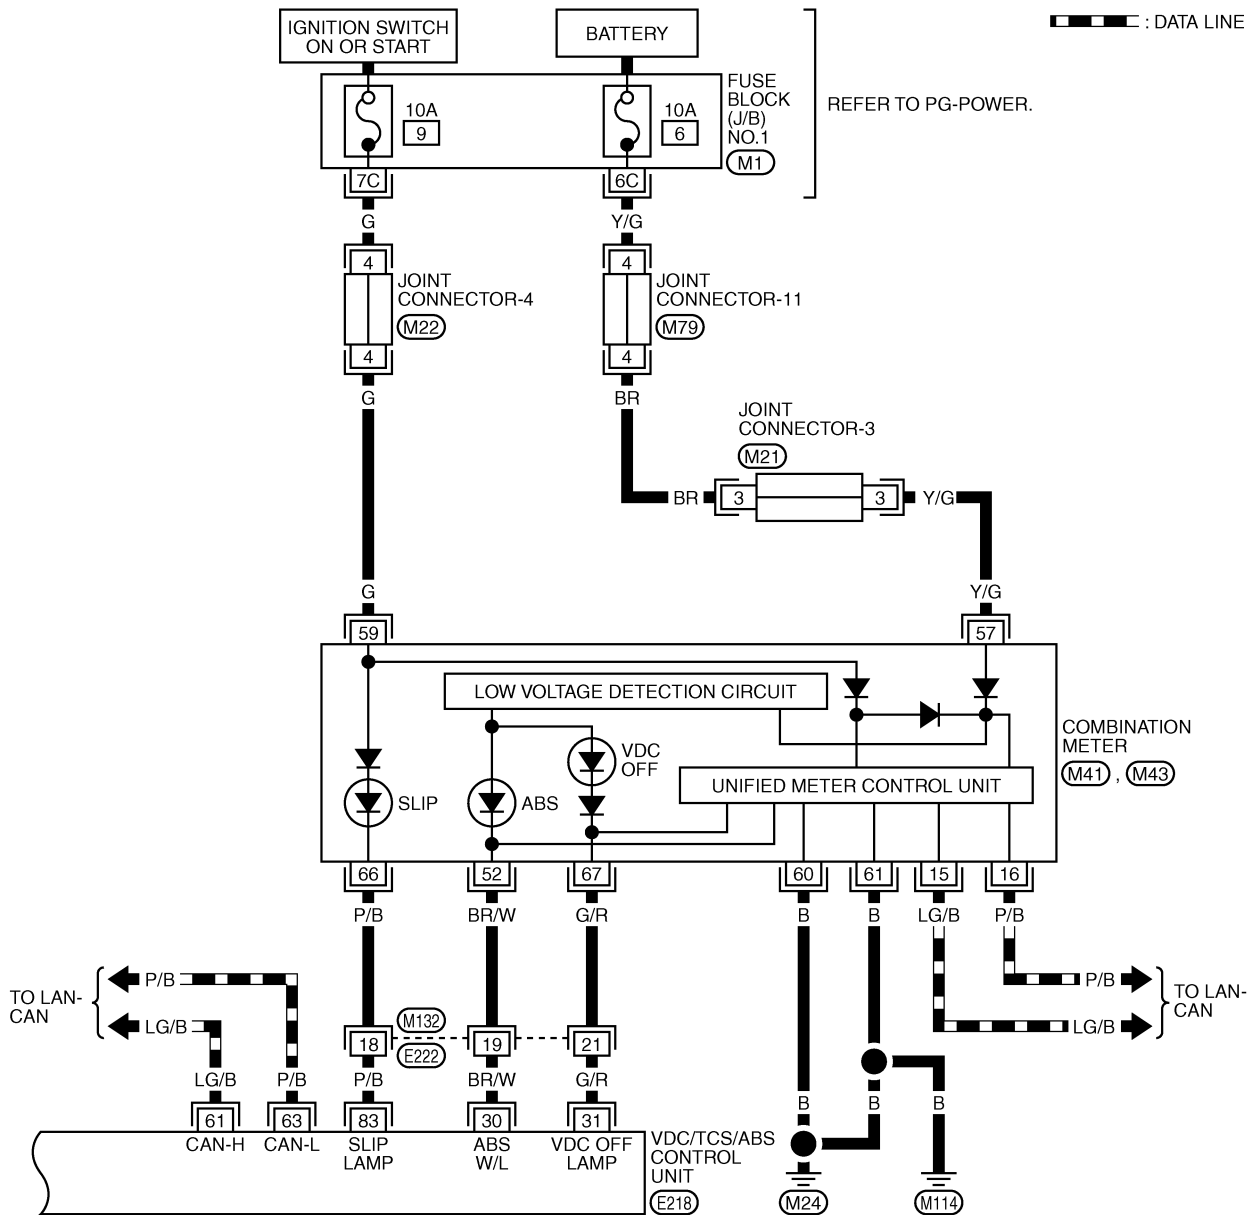 IGNITION SWITCH
ON OR START
BATTERY
: DATA LINE
10A
9
10A
6
FUSE
BLOCK
(J/B)
NO.1
M1
REFER TO PG-POWER.
7C
6C
G
Y/G
4
4
JOINT
CONNECTOR-4
M22
JOINT
CONNECTOR-11
M79
4
4
G
BR
JOINT
CONNECTOR-3
M21
BR
3
3
Y/G
G
Y/G
59
57
LOW VOLTAGE DETECTION CIRCUIT
VDC
OFF
COMBINATION
METER
M41 , M43
UNIFIED METER CONTROL UNIT
SLIP
ABS
66
52
67
60
61
15
16
P/B
BR/W
G/R
B
B
LG/B
P/B
TO LAN-
CAN
P/B
LG/B
P/B
LG/B
TO LAN-
CAN
M132
E222
18
19
21
LG/B
P/B
P/B
BR/W
G/R
B
B
B
61
63
83
30
31
CAN-H
CAN-L
SLIP
LAMP
ABS
W/L
VDC OFF
LAMP
VDC/TCS/ABS
CONTROL
UNIT
E218
M24
M114